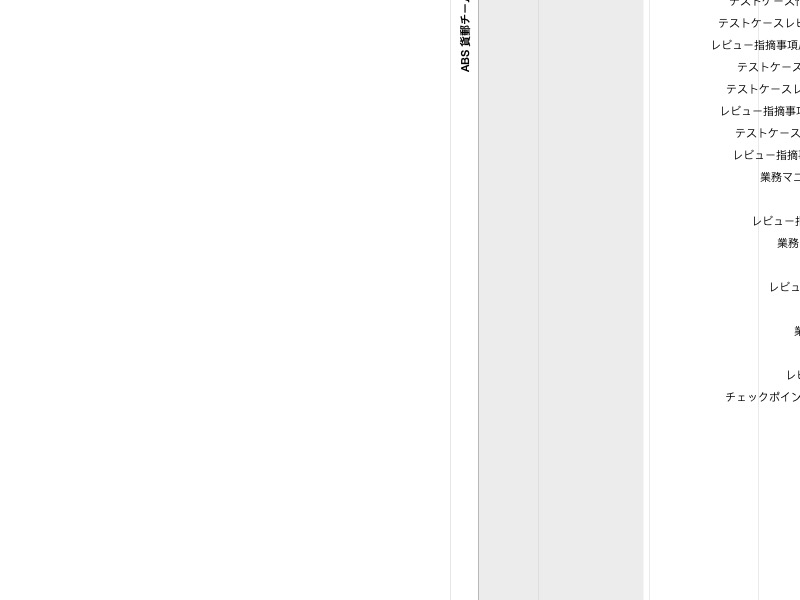 ABS 貨郵チーム
テストケース作
テストケースレビ
レビュー指摘事項
テストケース
テストケースレ
レビュー指摘事項
テストケース
レビュー指摘
業務マニ
レビュー指
業務
レビュ
業
レビ
チェックポイン